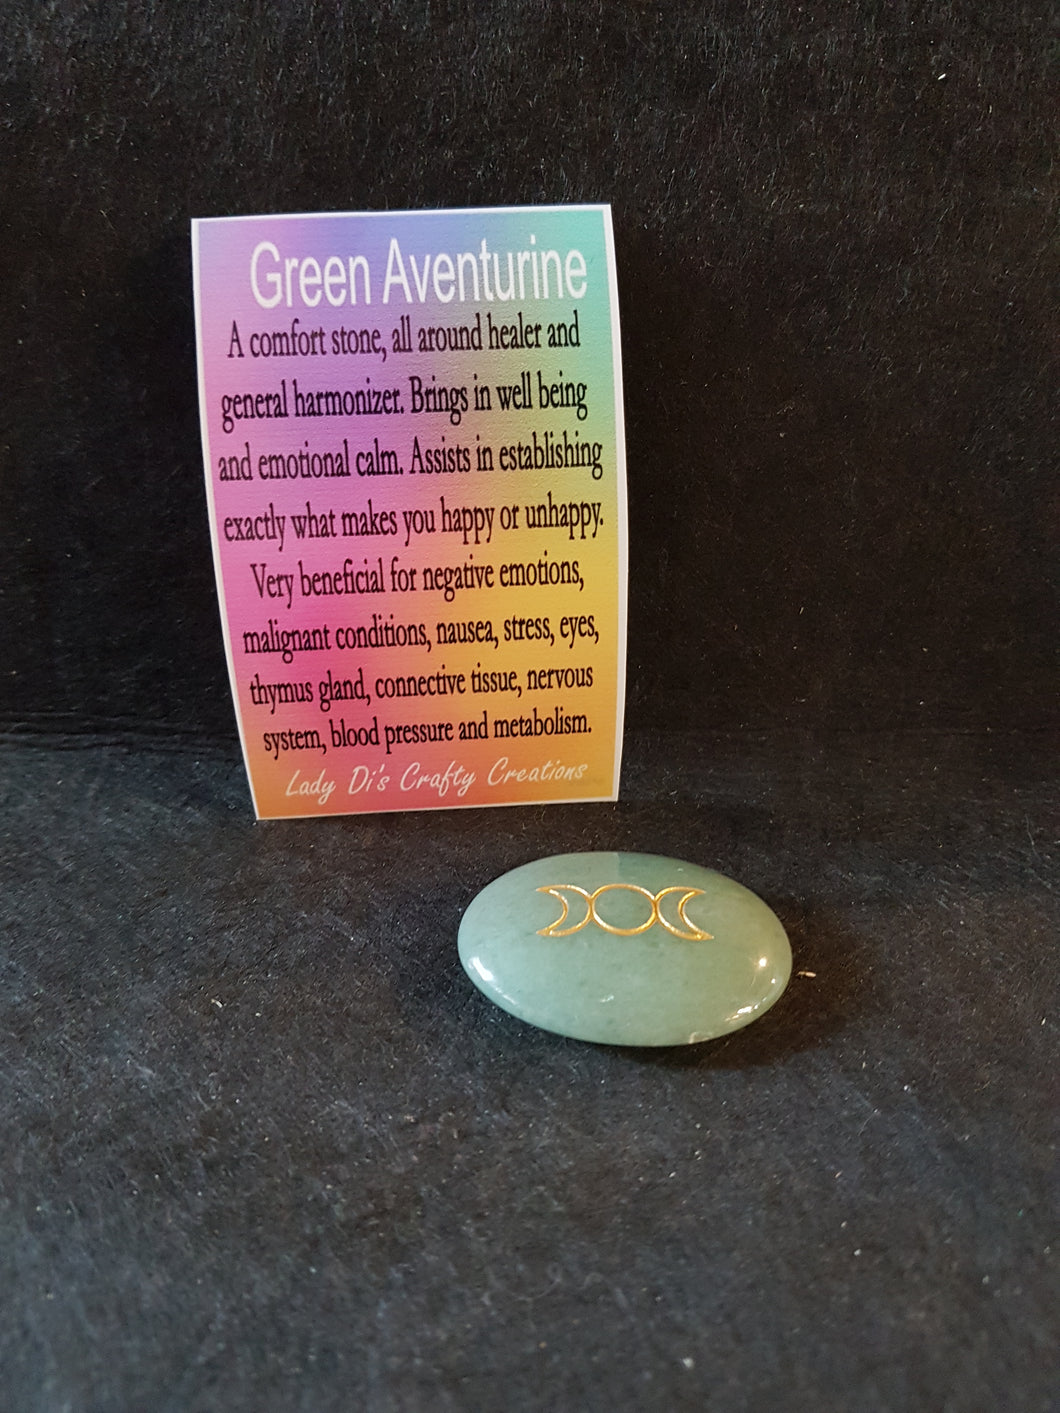 Green Aventurine
A comfort stone, all around healer and
general harmonizer. Brings in well being
and emotional calm. Assists in establishing
exactly what makes you happy or unhappy.
Very beneficial for negative emotions,
malignant conditions, nausea, stress, eyes,
thymus gland, connective tissue, nervous
system, blood pressure and metabolism.
Lady Di's Crafty Creations